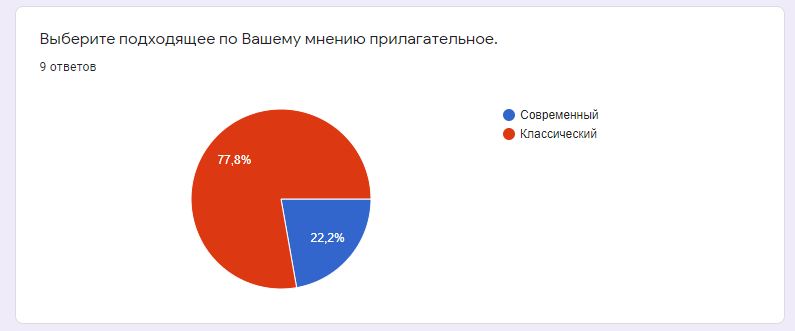 Выберите подходящее по Вашему мнению прилагательное.
9 ответов
Современный
Классический
77,8%
22,2%